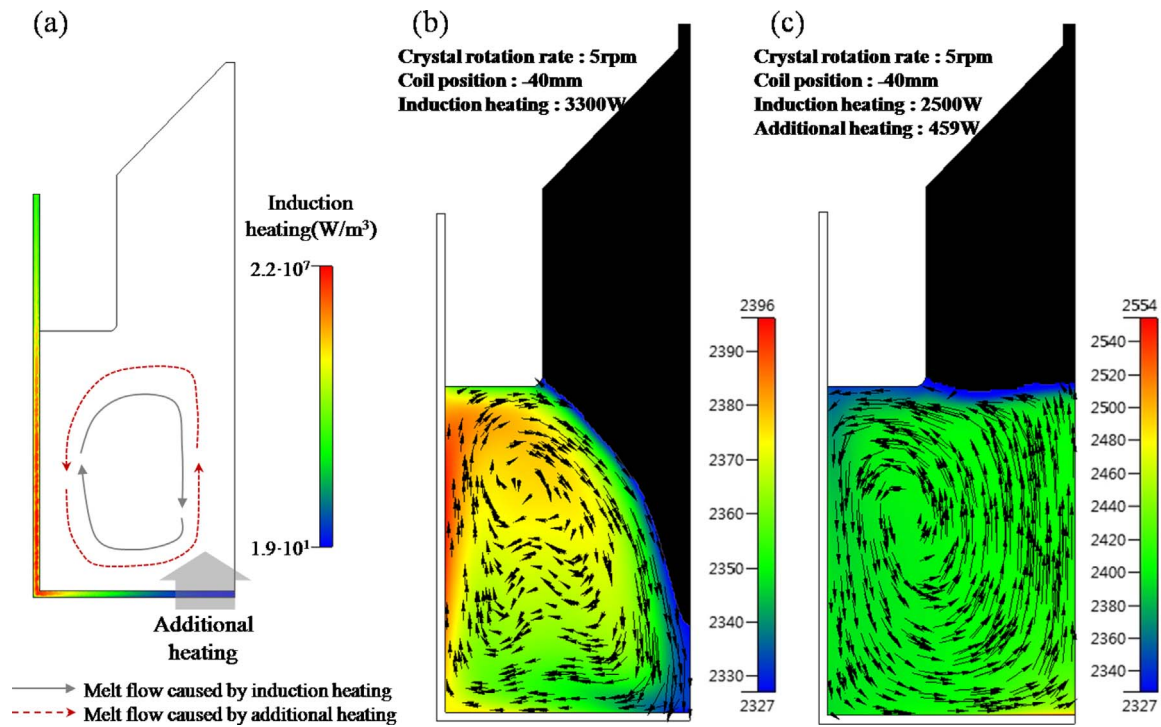 (a)
Induction
heating(W/m³)
2.2·10⁷
1.9·10¹
Additional
heating
Melt flow caused by induction heating
Melt flow caused by additional heating
(b)
Crystal rotation rate : 5rpm
Coil position : -40mm
Induction heating : 3300W
2396
2390
2380
2370
2360
2350
2340
2330
2327
(c)
Crystal rotation rate : 5rpm
Coil position : -40mm
Induction heating : 2500W
Additional heating : 459W
2554
2540
2520
2500
2480
2460
2440
2420
2400
2380
2360
2340
2327